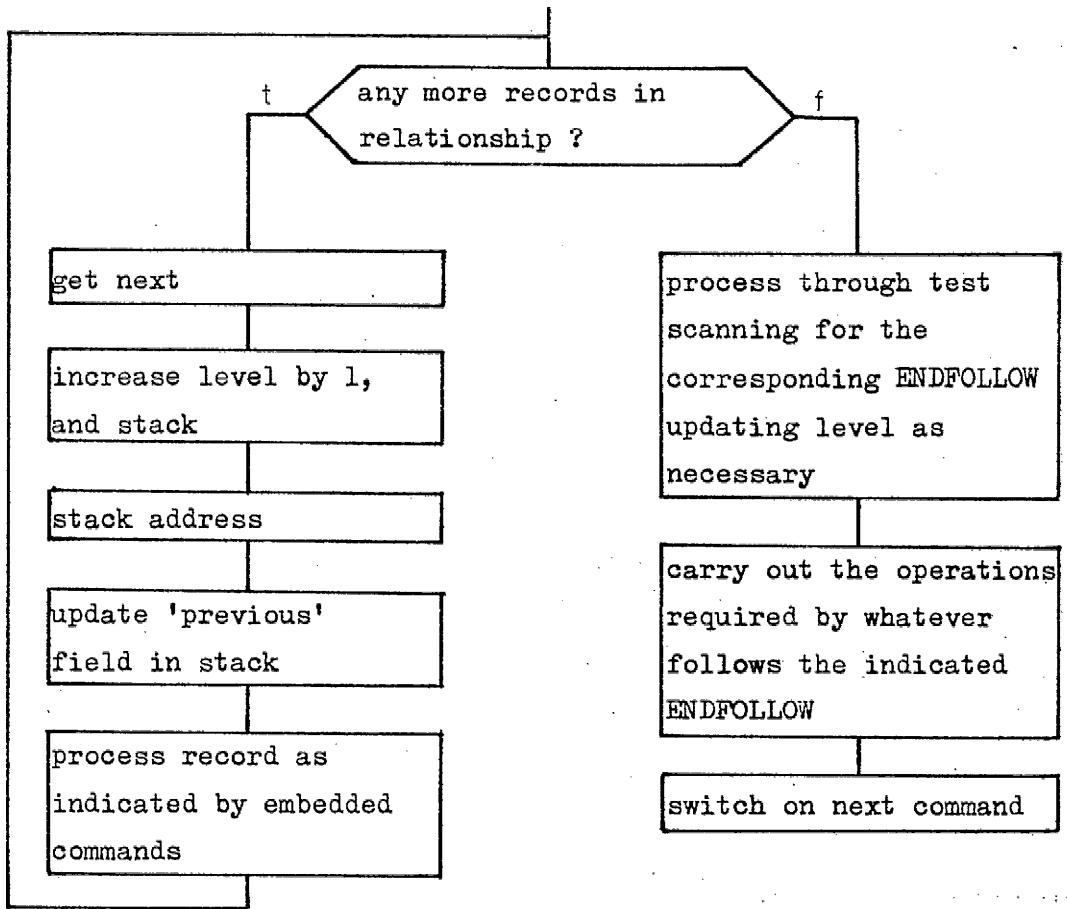 any more records in
relationship ?
t
f
get next
increase level by 1,
and stack
stack address
update 'previous'
field in stack
process record as
indicated by embedded
commands
process through test
scanning for the
corresponding ENDFOLLOW
updating level as
necessary
carry out the operations
required by whatever
follows the indicated
ENDFOLLOW
switch on next command